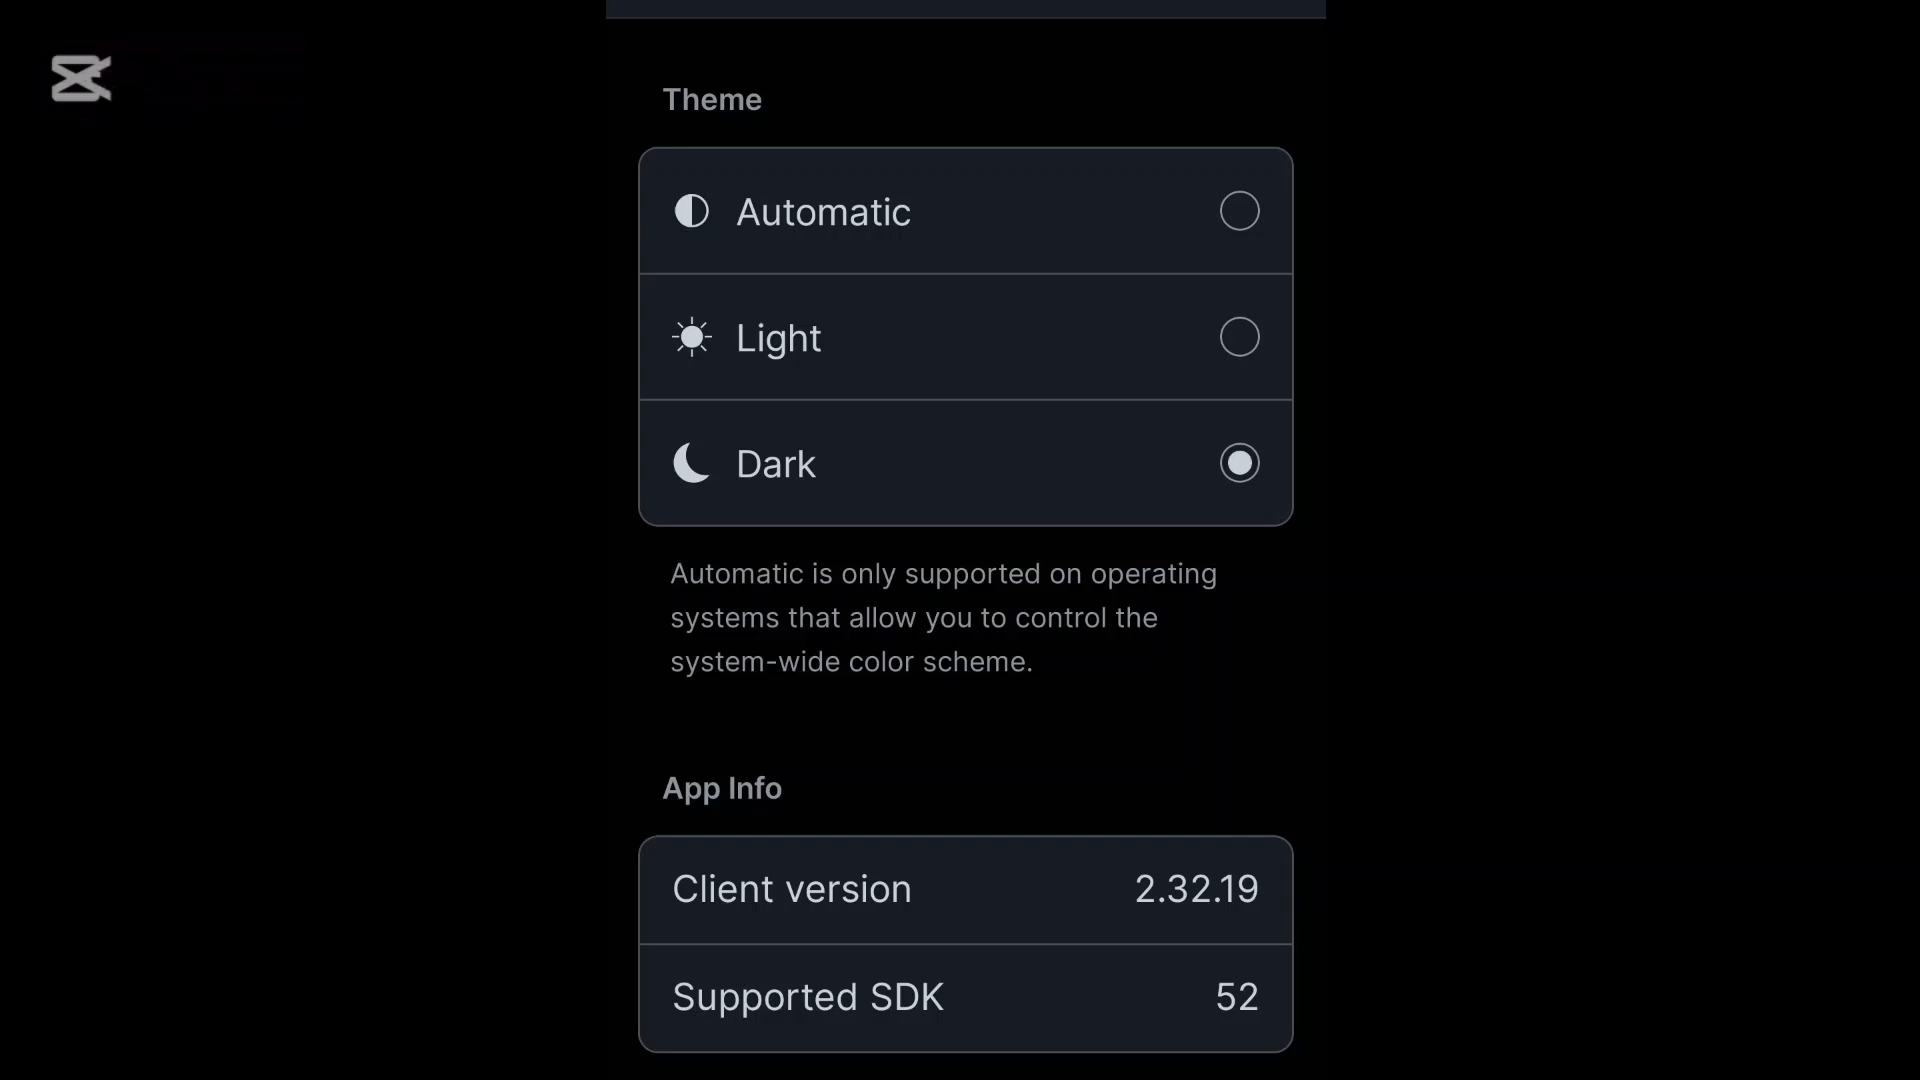 Theme
Automatic
Light
Dark
Automatic is only supported on operating
systems that allow you to control the
system-wide color scheme.
App Info
Client version 2.32.19
Supported SDK 52